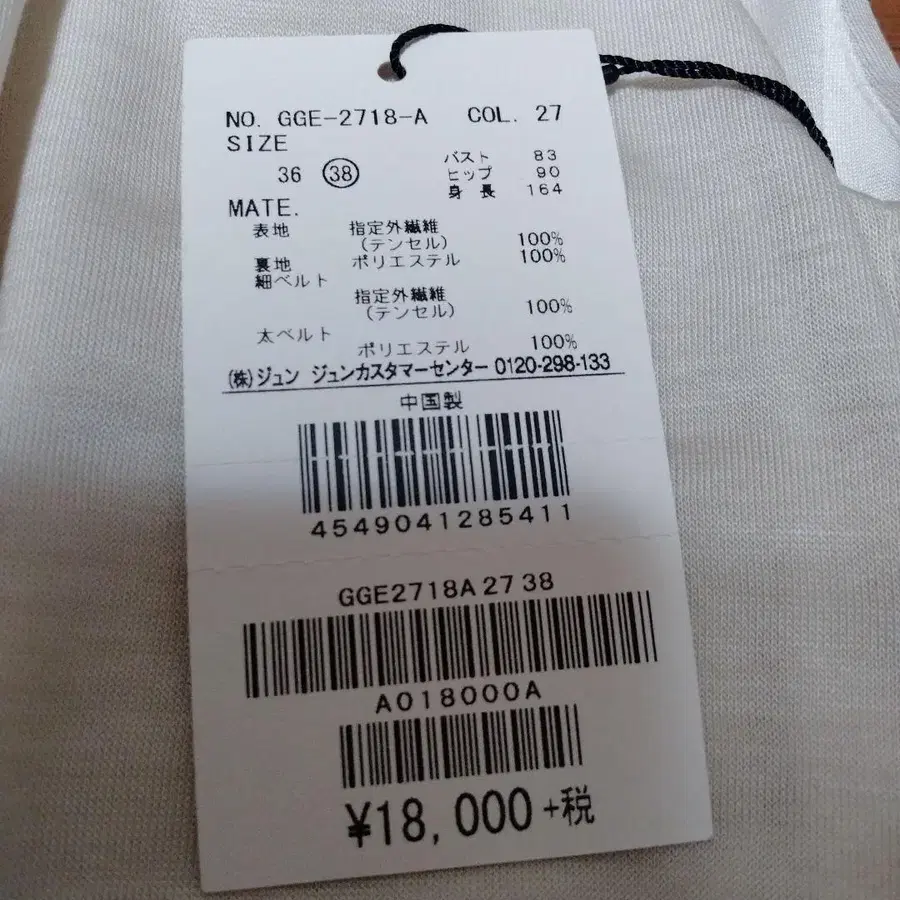 NO. GGE-2718-A COL. 27
SIZE
36 38
バスト 83
ヒップ 90
身長 164
MATE.
表地 指定外繊維
(テンセル) 100%
裏地 ポリエステル 100%
細ベルト
指定外繊維
(テンセル) 100%
太ベルト
ポリエステル 100%
(株)ジュン ジュンカスタマーセンター 0120-298-133
中国製
4549041285411
GGE2718A 27 38
A018000A
¥18,000+税